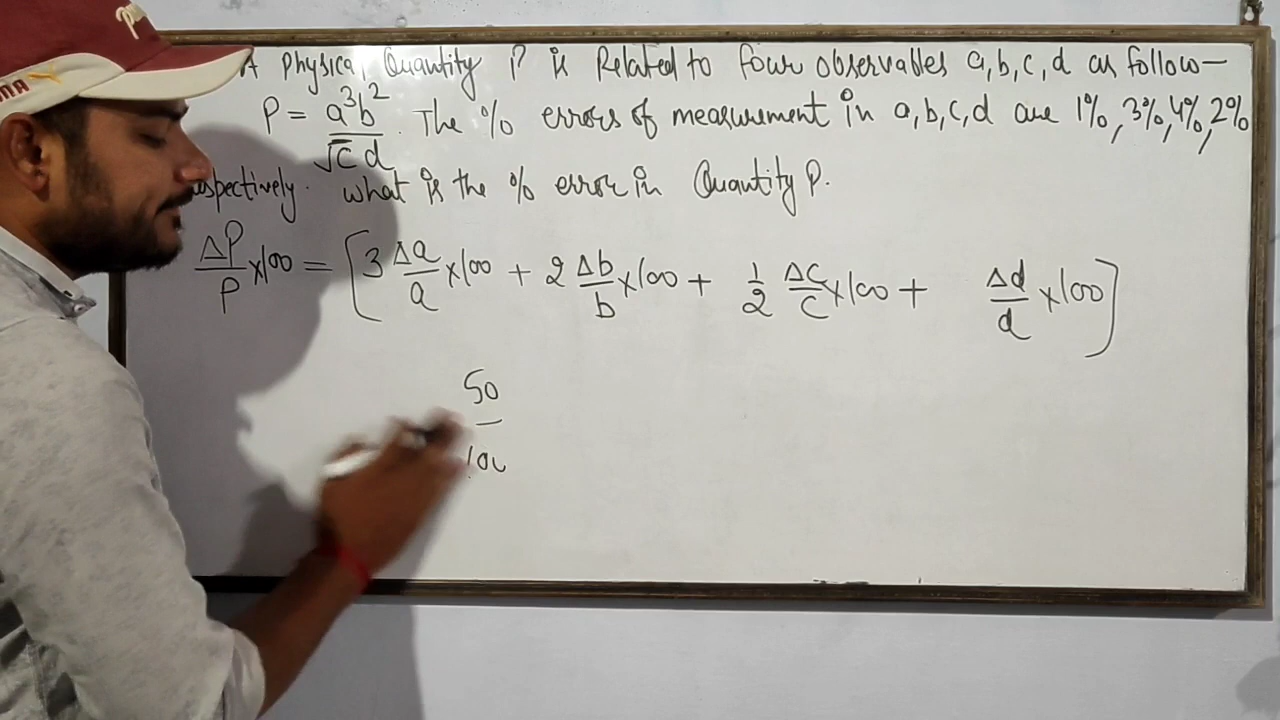 A Physical Quantity P is Related to four observables a, b, c, d as follow—
P = a³b² / √c d . The % errors of measurement in a, b, c, d are 1%, 3%, 4%, 2%
respectively. what is the % error in Quantity P.
ΔP/P ×100 = [3 Δa/a ×100 + 2 Δb/b ×100 + 1/2 Δc/c ×100 + Δd/d ×100]
50
100